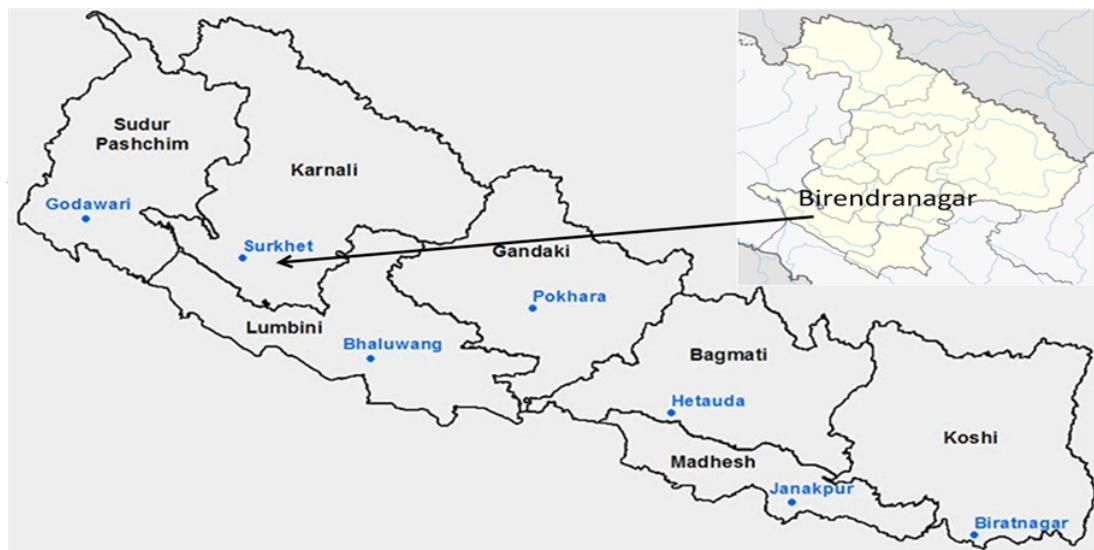 Sudur
Pashchim
Karnali
Birendranagar
Godawari
Surkhet
Gandaki
Pokhara
Lumbini
Bhaluwang
Bagmati
Hetauda
Koshi
Madhesh
Janakpur
Biratnagar